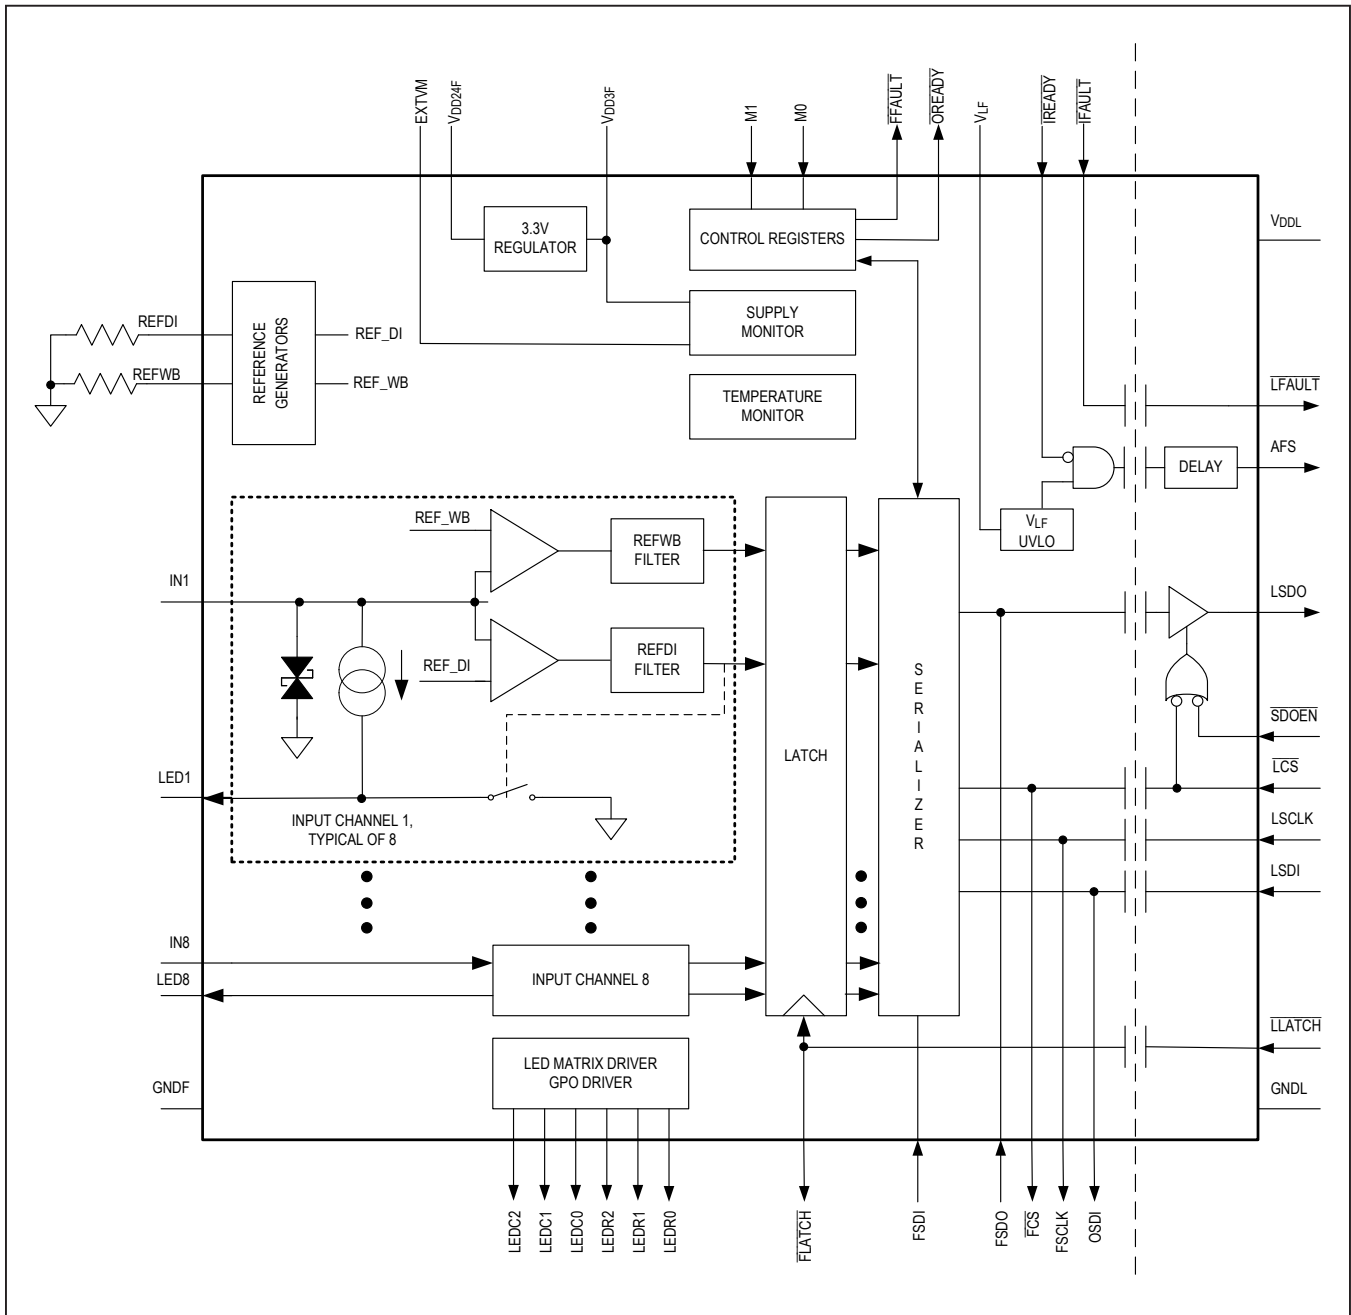 EXTVM
VDD24F
VDD3F
M1
M0
FFAULT
OREADY
VLF
IREADY
IFAULT
VDDL
3.3V
REGULATOR
CONTROL REGISTERS
SUPPLY
MONITOR
TEMPERATURE
MONITOR
REFDI
REFWB
REFERENCE
GENERATORS
REF_DI
REF_WB
LFAULT
AFS
DELAY
VLF
UVLO
REF_WB
REFWB
FILTER
IN1
REF_DI
REFDI
FILTER
LED1
INPUT CHANNEL 1,
TYPICAL OF 8
LATCH
SERIALIZER
LSDO
SDOEN
LCS
LSCLK
LSDI
IN8
LED8
INPUT CHANNEL 8
LED MATRIX DRIVER
GPO DRIVER
GNDF
LLATCH
GNDL
LEDC2
LEDC1
LEDC0
LEDR2
LEDR1
LEDR0
FLATCH
FSDI
FSDO
FCS
FSCLK
OSDI